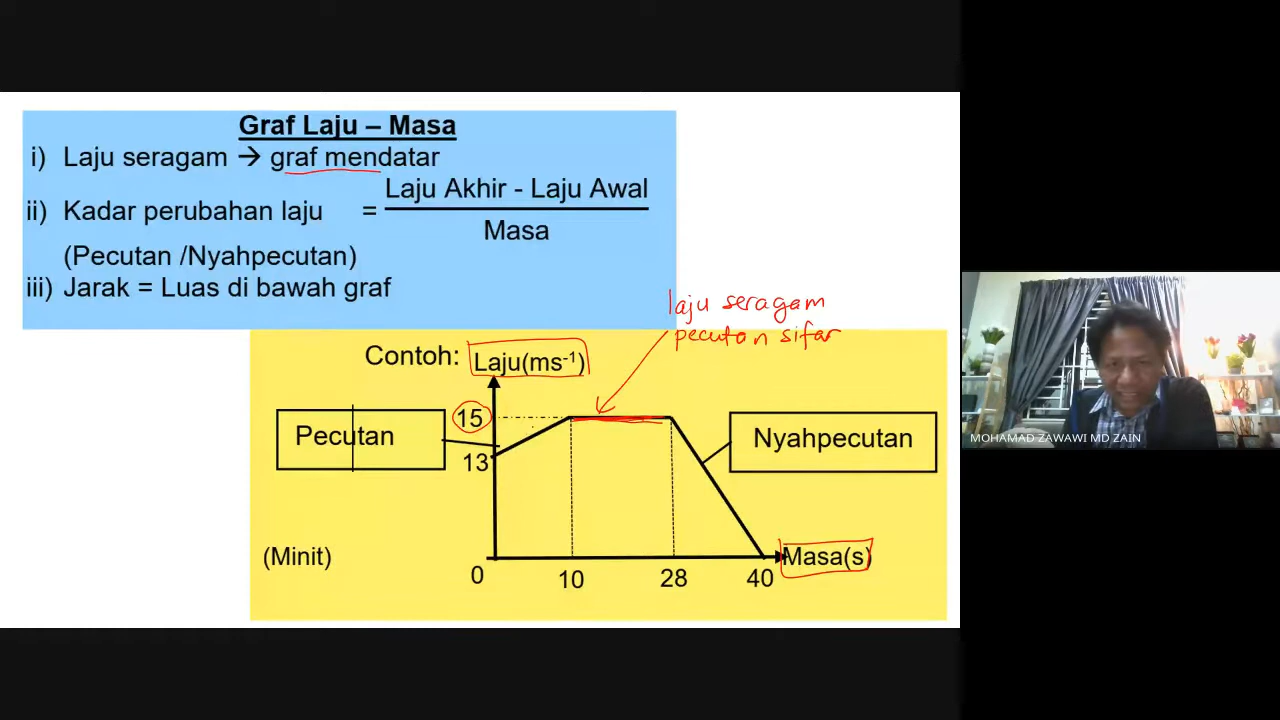 Graf Laju – Masa
i) Laju seragam → graf mendatar
ii) Kadar perubahan laju = Laju Akhir - Laju Awal
Masa
(Pecutan /Nyahpecutan)
iii) Jarak = Luas di bawah graf
laju seragam
pecutan sifar
Contoh: Laju(ms⁻¹)
15
Pecutan
Nyahpecutan
13
MOHAMAD ZAWAWI MD ZAIN
(Minit)
Masa(s)
0 10 28 40